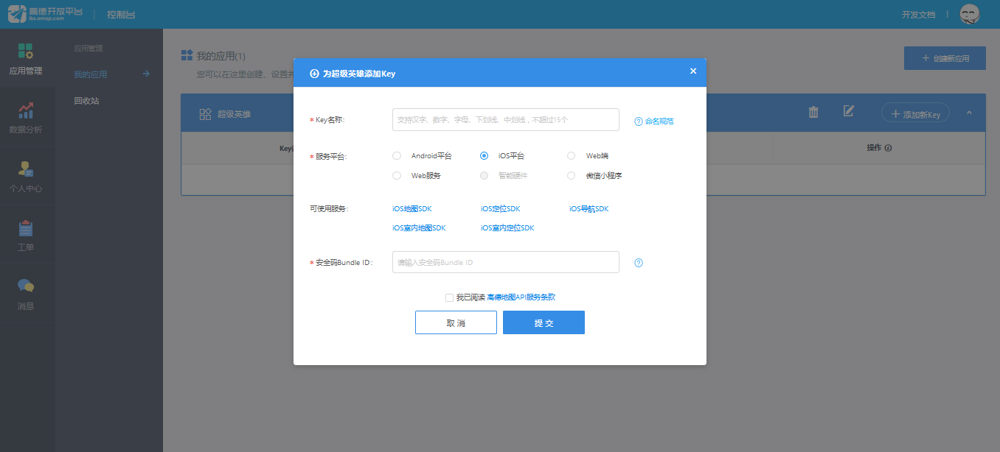 高德开放平台
lbs.amap.com
控制台
开发文档
应用管理
数据分析
个人中心
工单
消息
应用管理
我的应用
回收站
我的应用(1)
您可以在这里创建、设置
创建新应用
超级英雄
添加新Key
Key
操作
为超级英雄添加Key
* Key名称:
支持汉字、数字、字母、下划线、中划线，不超过15个
命名规范
* 服务平台:
Android平台 iOS平台 Web端
Web服务 智能硬件 微信小程序
可使用服务:
iOS地图SDK iOS定位SDK iOS导航SDK
iOS室内地图SDK iOS室内定位SDK
* 安全码Bundle ID:
请输入安全码Bundle ID
我已阅读 高德地图API服务条款
取 消 提 交